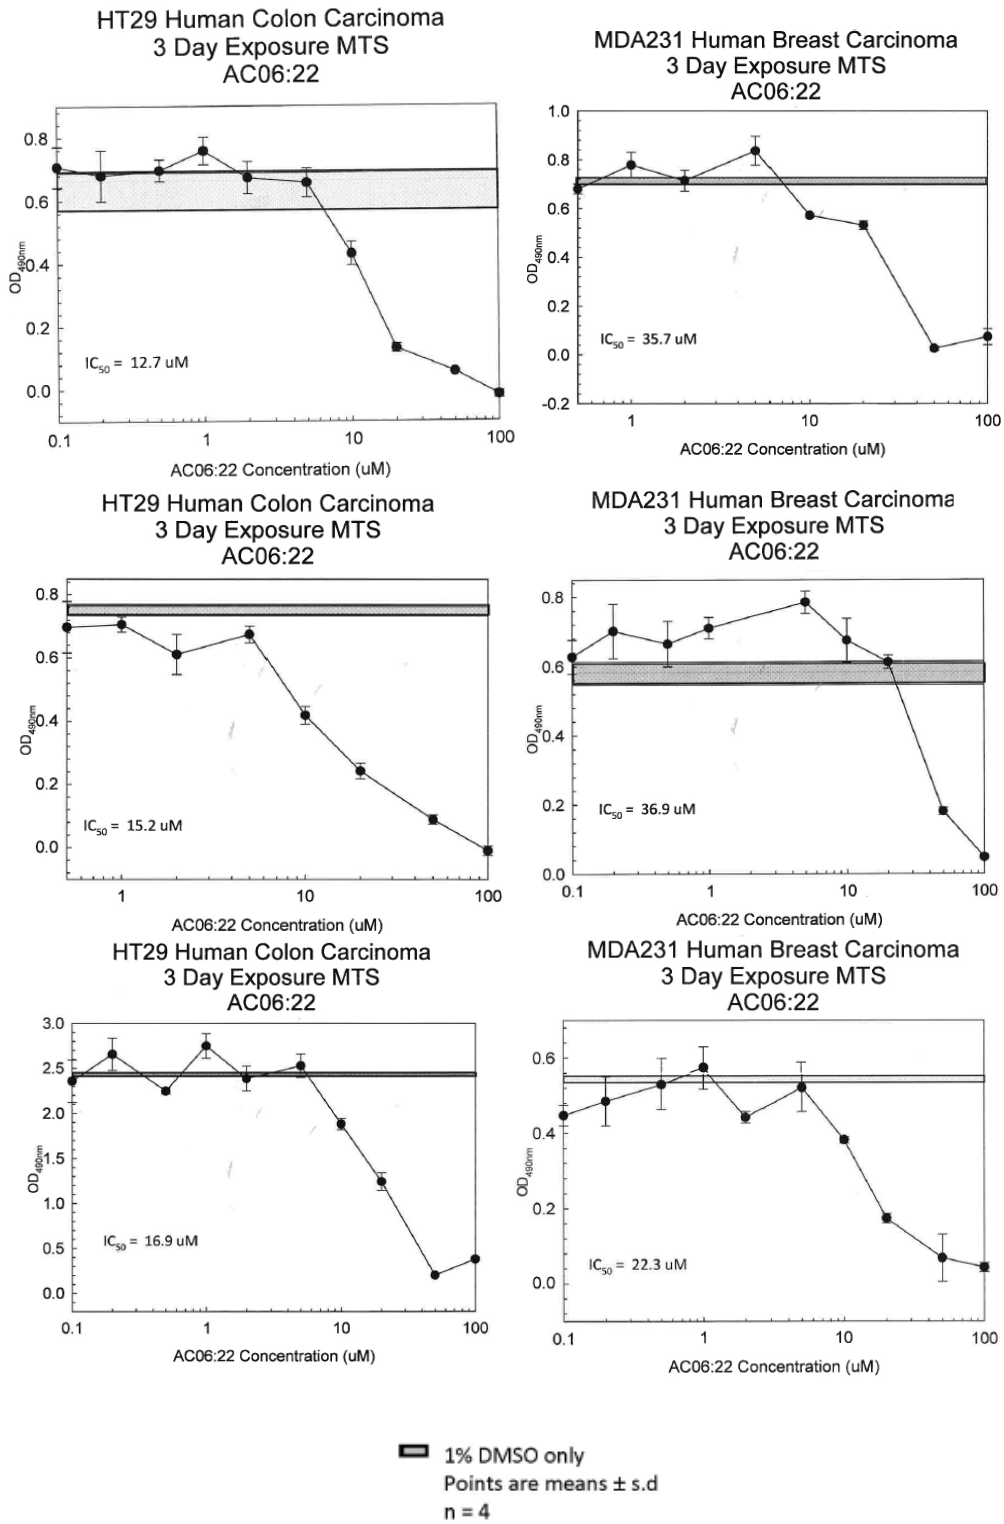 HT29 Human Colon Carcinoma
3 Day Exposure MTS
AC06:22
0.8
0.6
0.4
0.2
0.0
OD490nm
IC50 = 12.7 uM
0.1 1 10 100
AC06:22 Concentration (uM)
MDA231 Human Breast Carcinoma
3 Day Exposure MTS
AC06:22
1.0
0.8
0.6
0.4
0.2
0.0
-0.2
OD490nm
IC50 = 35.7 uM
1 10 100
AC06:22 Concentration (uM)
HT29 Human Colon Carcinoma
3 Day Exposure MTS
AC06:22
0.8
0.6
0.4
0.2
0.0
OD490nm
IC50 = 15.2 uM
1 10 100
AC06:22 Concentration (uM)
MDA231 Human Breast Carcinoma
3 Day Exposure MTS
AC06:22
0.8
0.6
0.4
0.2
0.0
OD490nm
IC50 = 36.9 uM
0.1 1 10 100
AC06:22 Concentration (uM)
HT29 Human Colon Carcinoma
3 Day Exposure MTS
AC06:22
3.0
2.5
2.0
1.5
1.0
0.5
0.0
OD490nm
IC50 = 16.9 uM
0.1 1 10 100
AC06:22 Concentration (uM)
MDA231 Human Breast Carcinoma
3 Day Exposure MTS
AC06:22
0.6
0.4
0.2
0.0
OD490nm
IC50 = 22.3 uM
0.1 1 10 100
AC06:22 Concentration (uM)
1% DMSO only
Points are means ± s.d
n = 4